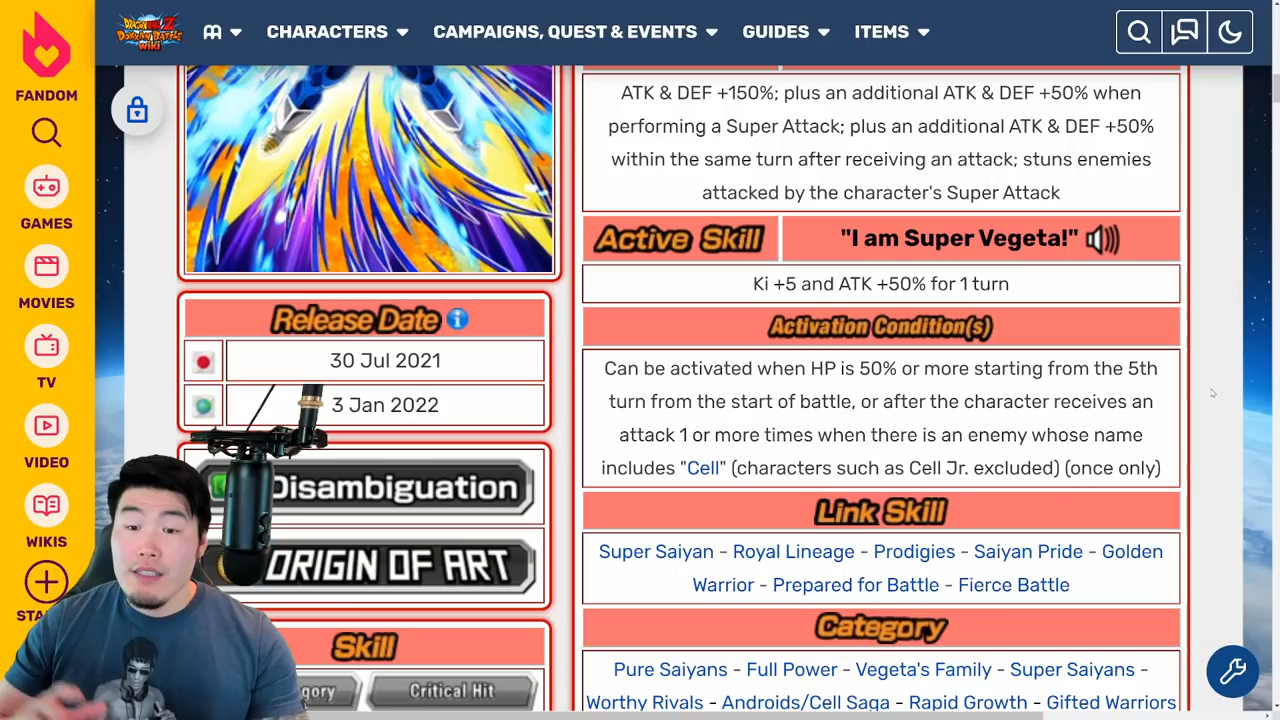 FANDOM
GAMES
MOVIES
TV
VIDEO
WIKIS
DRAGON BALL Z
DOKKAN BATTLE
WIKI
CHARACTERS
CAMPAIGNS, QUEST & EVENTS
GUIDES
ITEMS
ATK & DEF +150%; plus an additional ATK & DEF +50% when
performing a Super Attack; plus an additional ATK & DEF +50%
within the same turn after receiving an attack; stuns enemies
attacked by the character's Super Attack
Active Skill
"I am Super Vegeta!"
Ki +5 and ATK +50% for 1 turn
Activation Condition(s)
Can be activated when HP is 50% or more starting from the 5th
turn from the start of battle, or after the character receives an
attack 1 or more times when there is an enemy whose name
includes "Cell" (characters such as Cell Jr. excluded) (once only)
Link Skill
Super Saiyan - Royal Lineage - Prodigies - Saiyan Pride - Golden
Warrior - Prepared for Battle - Fierce Battle
Category
Pure Saiyans - Full Power - Vegeta's Family - Super Saiyans -
Worthy Rivals - Androids/Cell Saga - Rapid Growth - Gifted Warriors
Release Date
30 Jul 2021
3 Jan 2022
Disambiguation
ORIGIN OF ART
Skill
Critical Hit